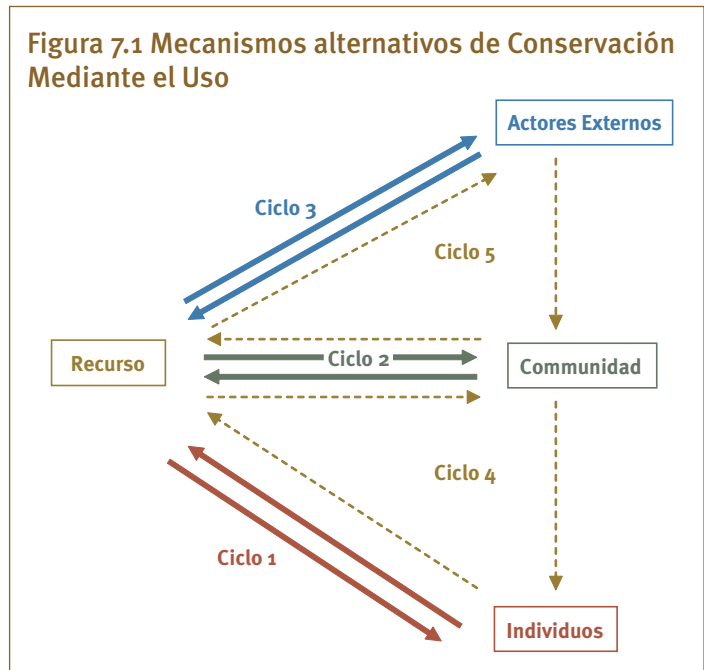 Figura 7.1 Mecanismos alternativos de Conservación
Mediante el Uso
Actores Externos
Ciclo 3
Ciclo 5
Recurso
Ciclo 2
Communidad
Ciclo 4
Ciclo 1
Individuos